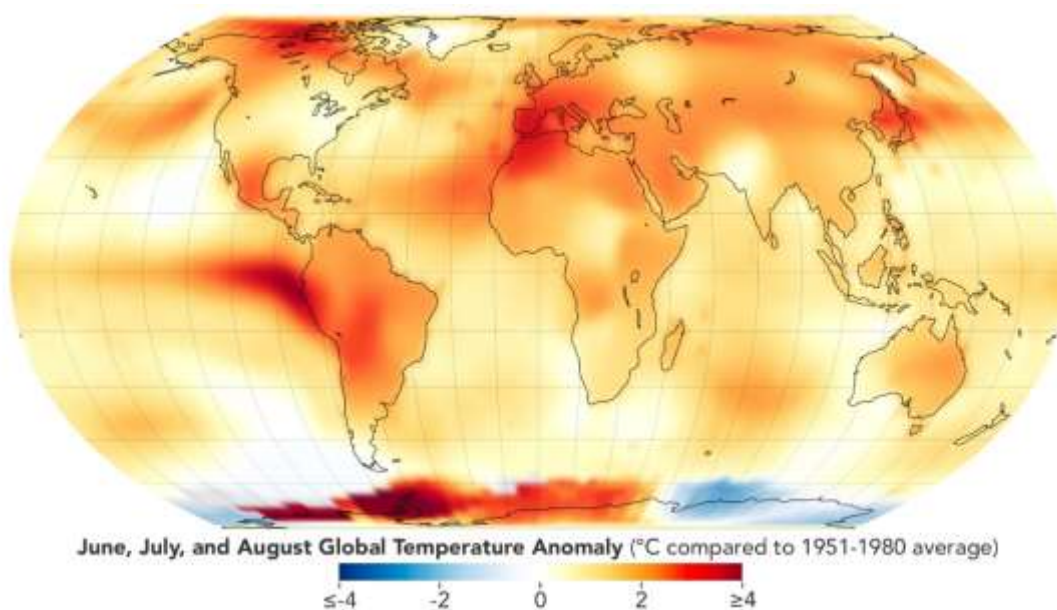 June, July, and August Global Temperature Anomaly (°C compared to 1951-1980 average)
≤-4 -2 0 2 ≥4